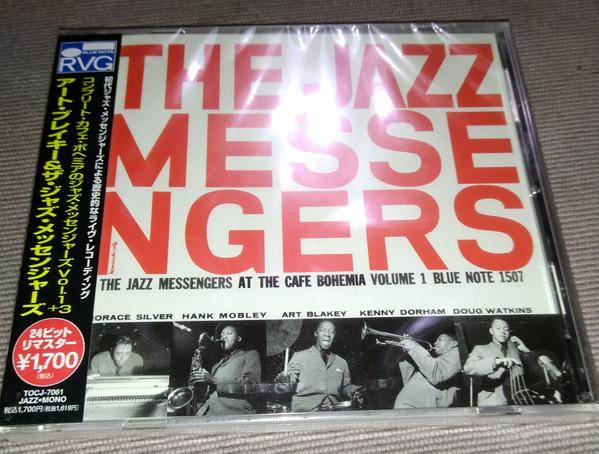 BLUE NOTE
RVG
初代ジャズ・メッセンジャーズによる歴史的なライヴ・レコーディング
コンプリート・カフェ・ボヘミアのジャズ・メッセンジャーズ Vol.1 +3
アート・ブレイキー&ザ・ジャズ・メッセンジャーズ
24ビット
リマスター
¥1,700
(税込)
TOCJ-7061
JAZZ・MONO
税込1,700円(税抜1,619円)
THE JAZZ
MESSE
NGERS
THE JAZZ MESSENGERS AT THE CAFE BOHEMIA VOLUME 1 BLUE NOTE 1507
ORACE SILVER HANK MOBLEY ART BLAKEY KENNY DORHAM DOUG WATKINS